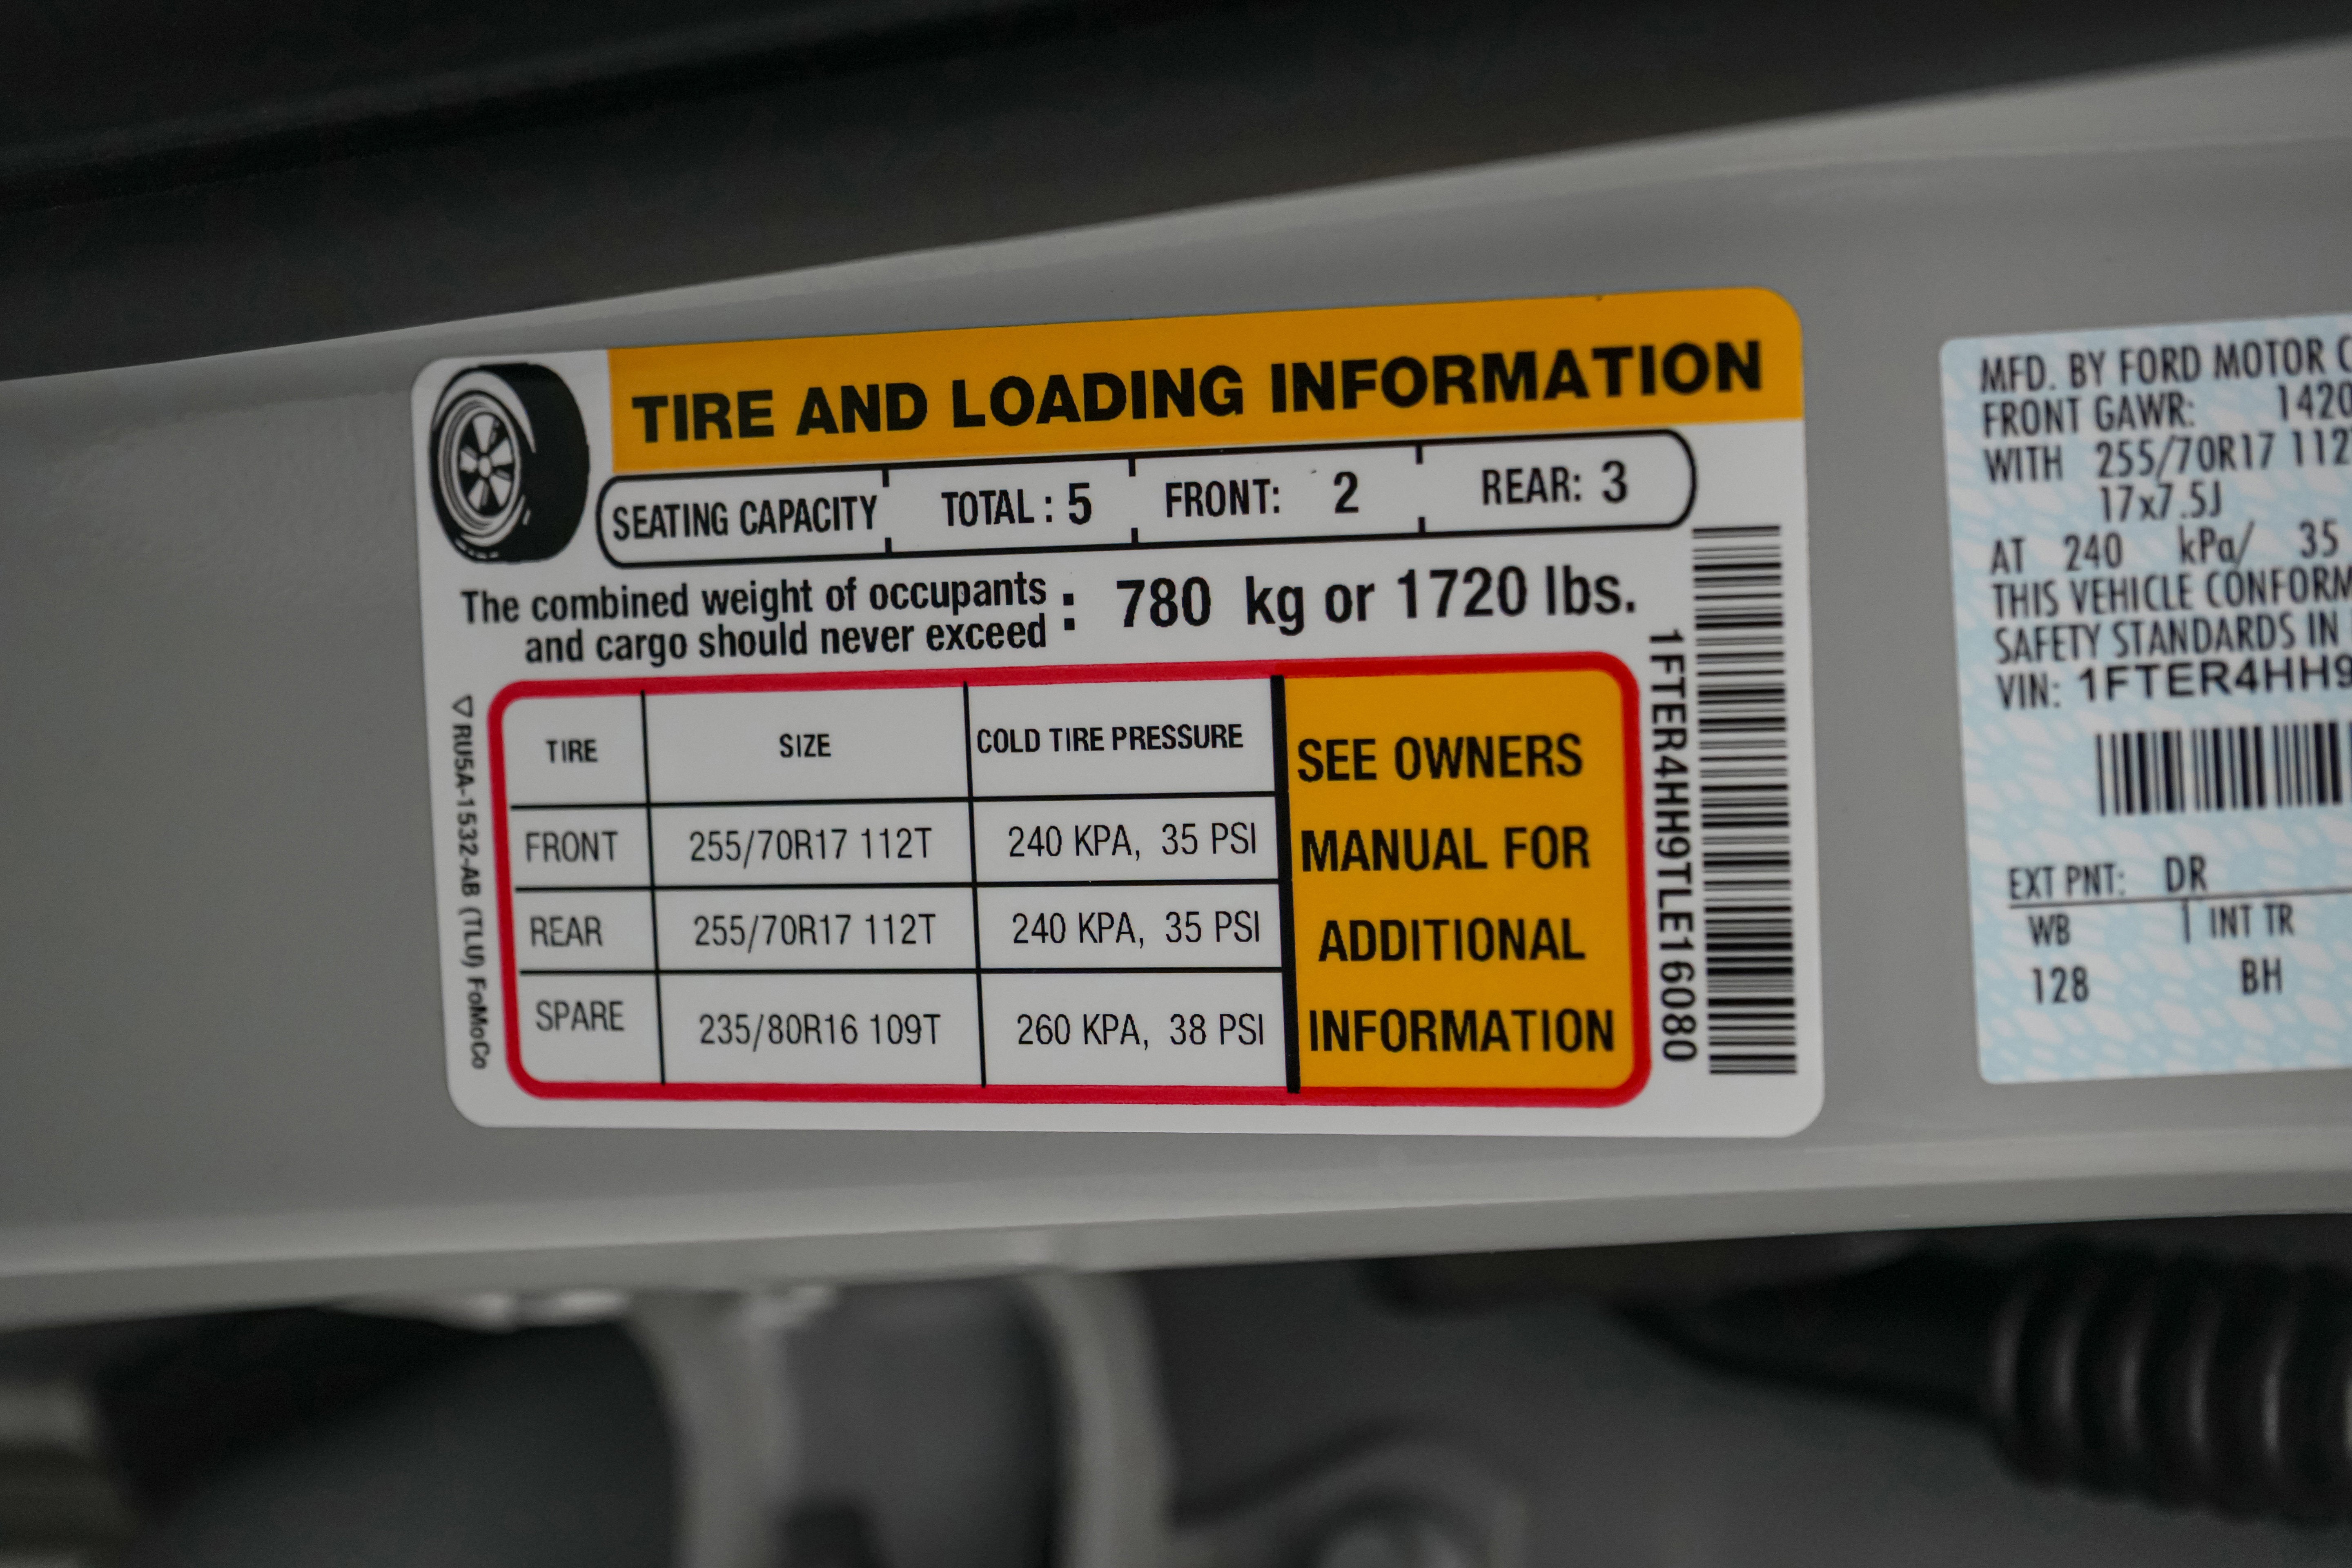 TIRE AND LOADING INFORMATION
SEATING CAPACITY TOTAL : 5 FRONT: 2 REAR: 3
The combined weight of occupants
and cargo should never exceed : 780 kg or 1720 lbs.
TIRE SIZE COLD TIRE PRESSURE
FRONT 255/70R17 112T 240 KPA, 35 PSI
REAR 255/70R17 112T 240 KPA, 35 PSI
SPARE 235/80R16 109T 260 KPA, 38 PSI
SEE OWNERS
MANUAL FOR
ADDITIONAL
INFORMATION
RU5A-1532-AB (TLU) FoMoCo
1FTER4HH9TLE16080
MFD. BY FORD MOTOR C
FRONT GAWR: 1420
WITH 255/70R17 112
17x7.5J
AT 240 kPa/ 35
THIS VEHICLE CONFORM
SAFETY STANDARDS IN
VIN: 1FTER4HH9
EXT PNT: DR
WB INT TR
128 BH